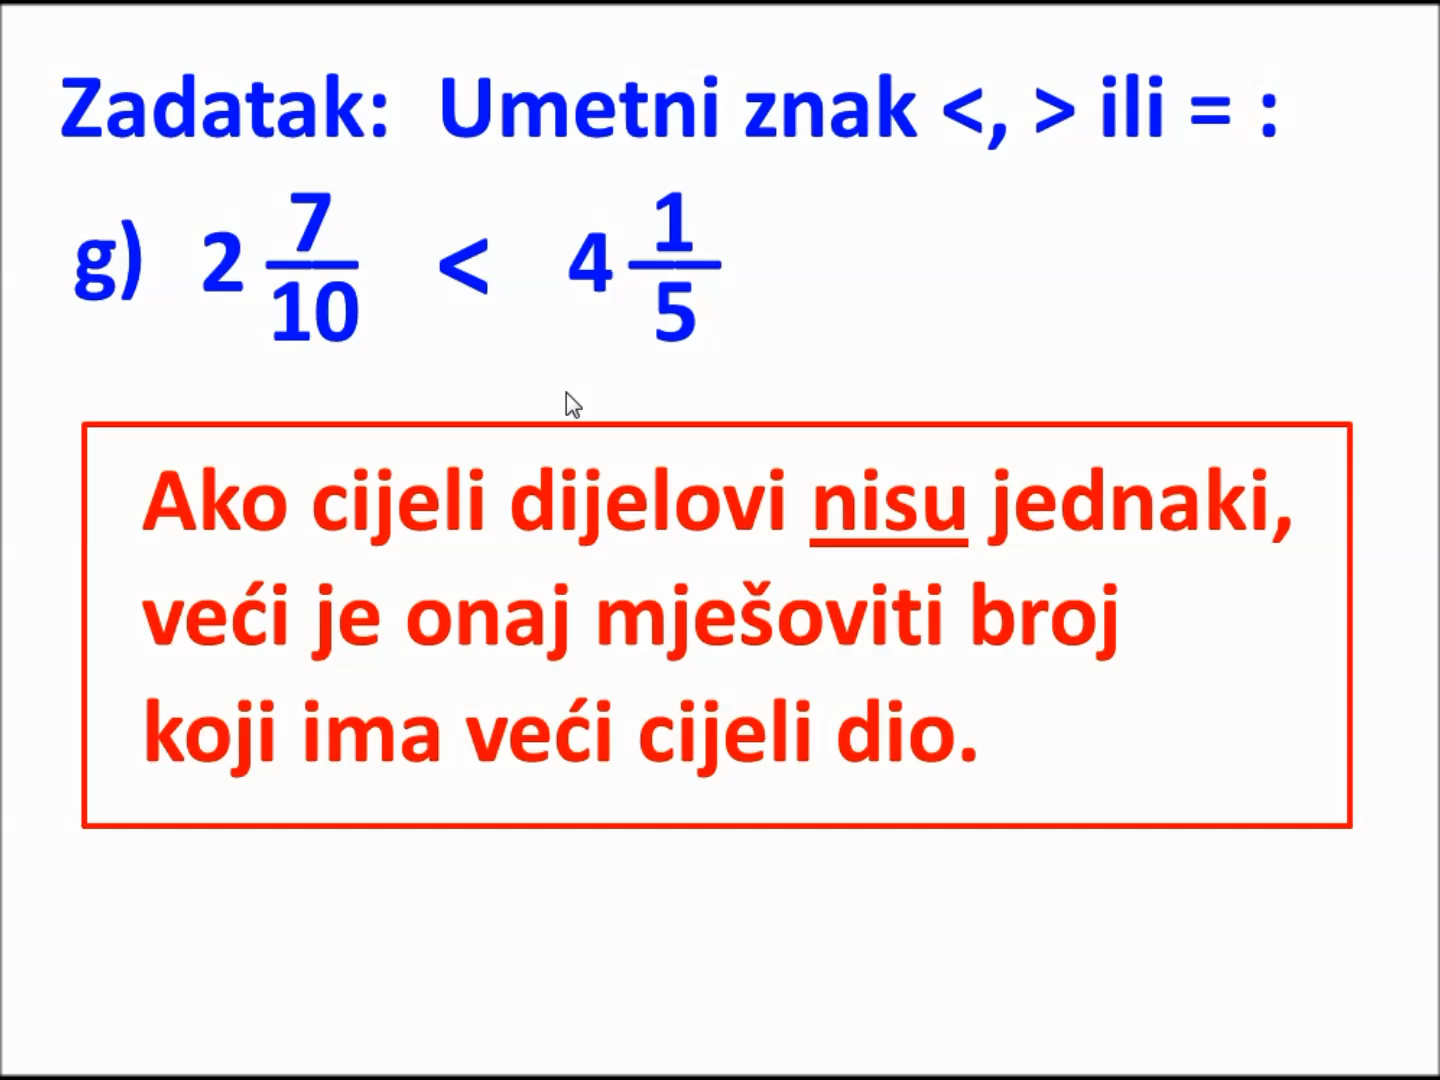 Zadatak: Umetni znak <, > ili = :
g) 2 7/10 < 4 1/5
Ako cijeli dijelovi nisu jednaki,
veći je onaj mješoviti broj
koji ima veći cijeli dio.